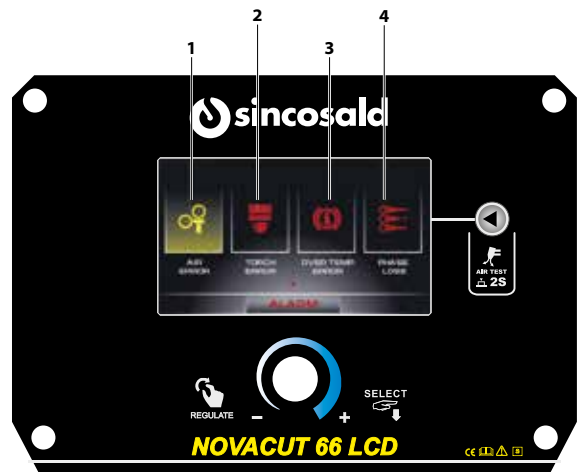 1 2 3 4
sincosald
AIR ERROR
TORCH ERROR
OVER TEMP ERROR
PHASE LOSS
ALARM
AIR TEST
2S
REGULATE
SELECT
- +
NOVACUT 66 LCD
CE